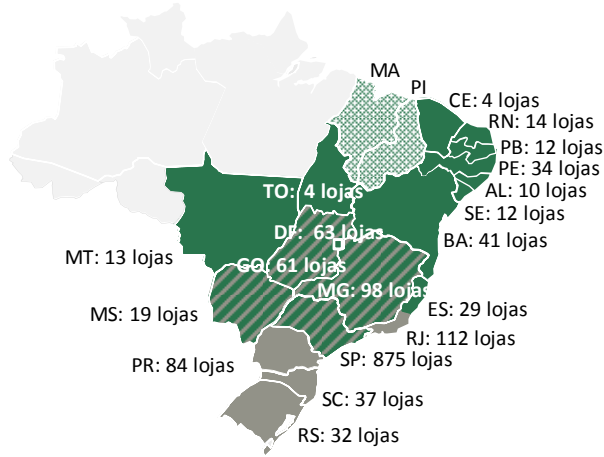 MA
PI
CE: 4 lojas
RN: 14 lojas
PB: 12 lojas
PE: 34 lojas
TO: 4 lojas
AL: 10 lojas
SE: 12 lojas
DF: 63 lojas
BA: 41 lojas
MT: 13 lojas
GO: 61 lojas
MG: 98 lojas
ES: 29 lojas
MS: 19 lojas
RJ: 112 lojas
PR: 84 lojas
SP: 875 lojas
SC: 37 lojas
RS: 32 lojas